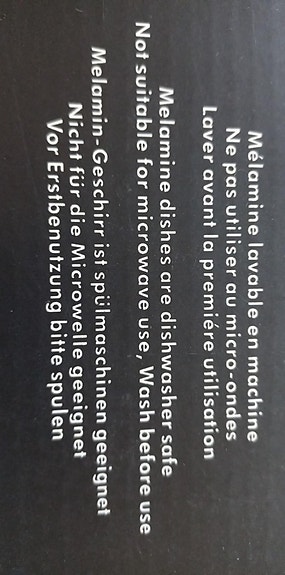 Mélamine lavable en machine
Ne pas utiliser au micro-ondes
Laver avant la premiére utilisation
Melamine dishes are dishwasher safe
Not suitable for microwave use, Wash before use
Melamin-Geschirr ist spülmaschinen geeignet
Nicht für die Microwelle geeignet
Vor Erstbenutzung bitte spulen